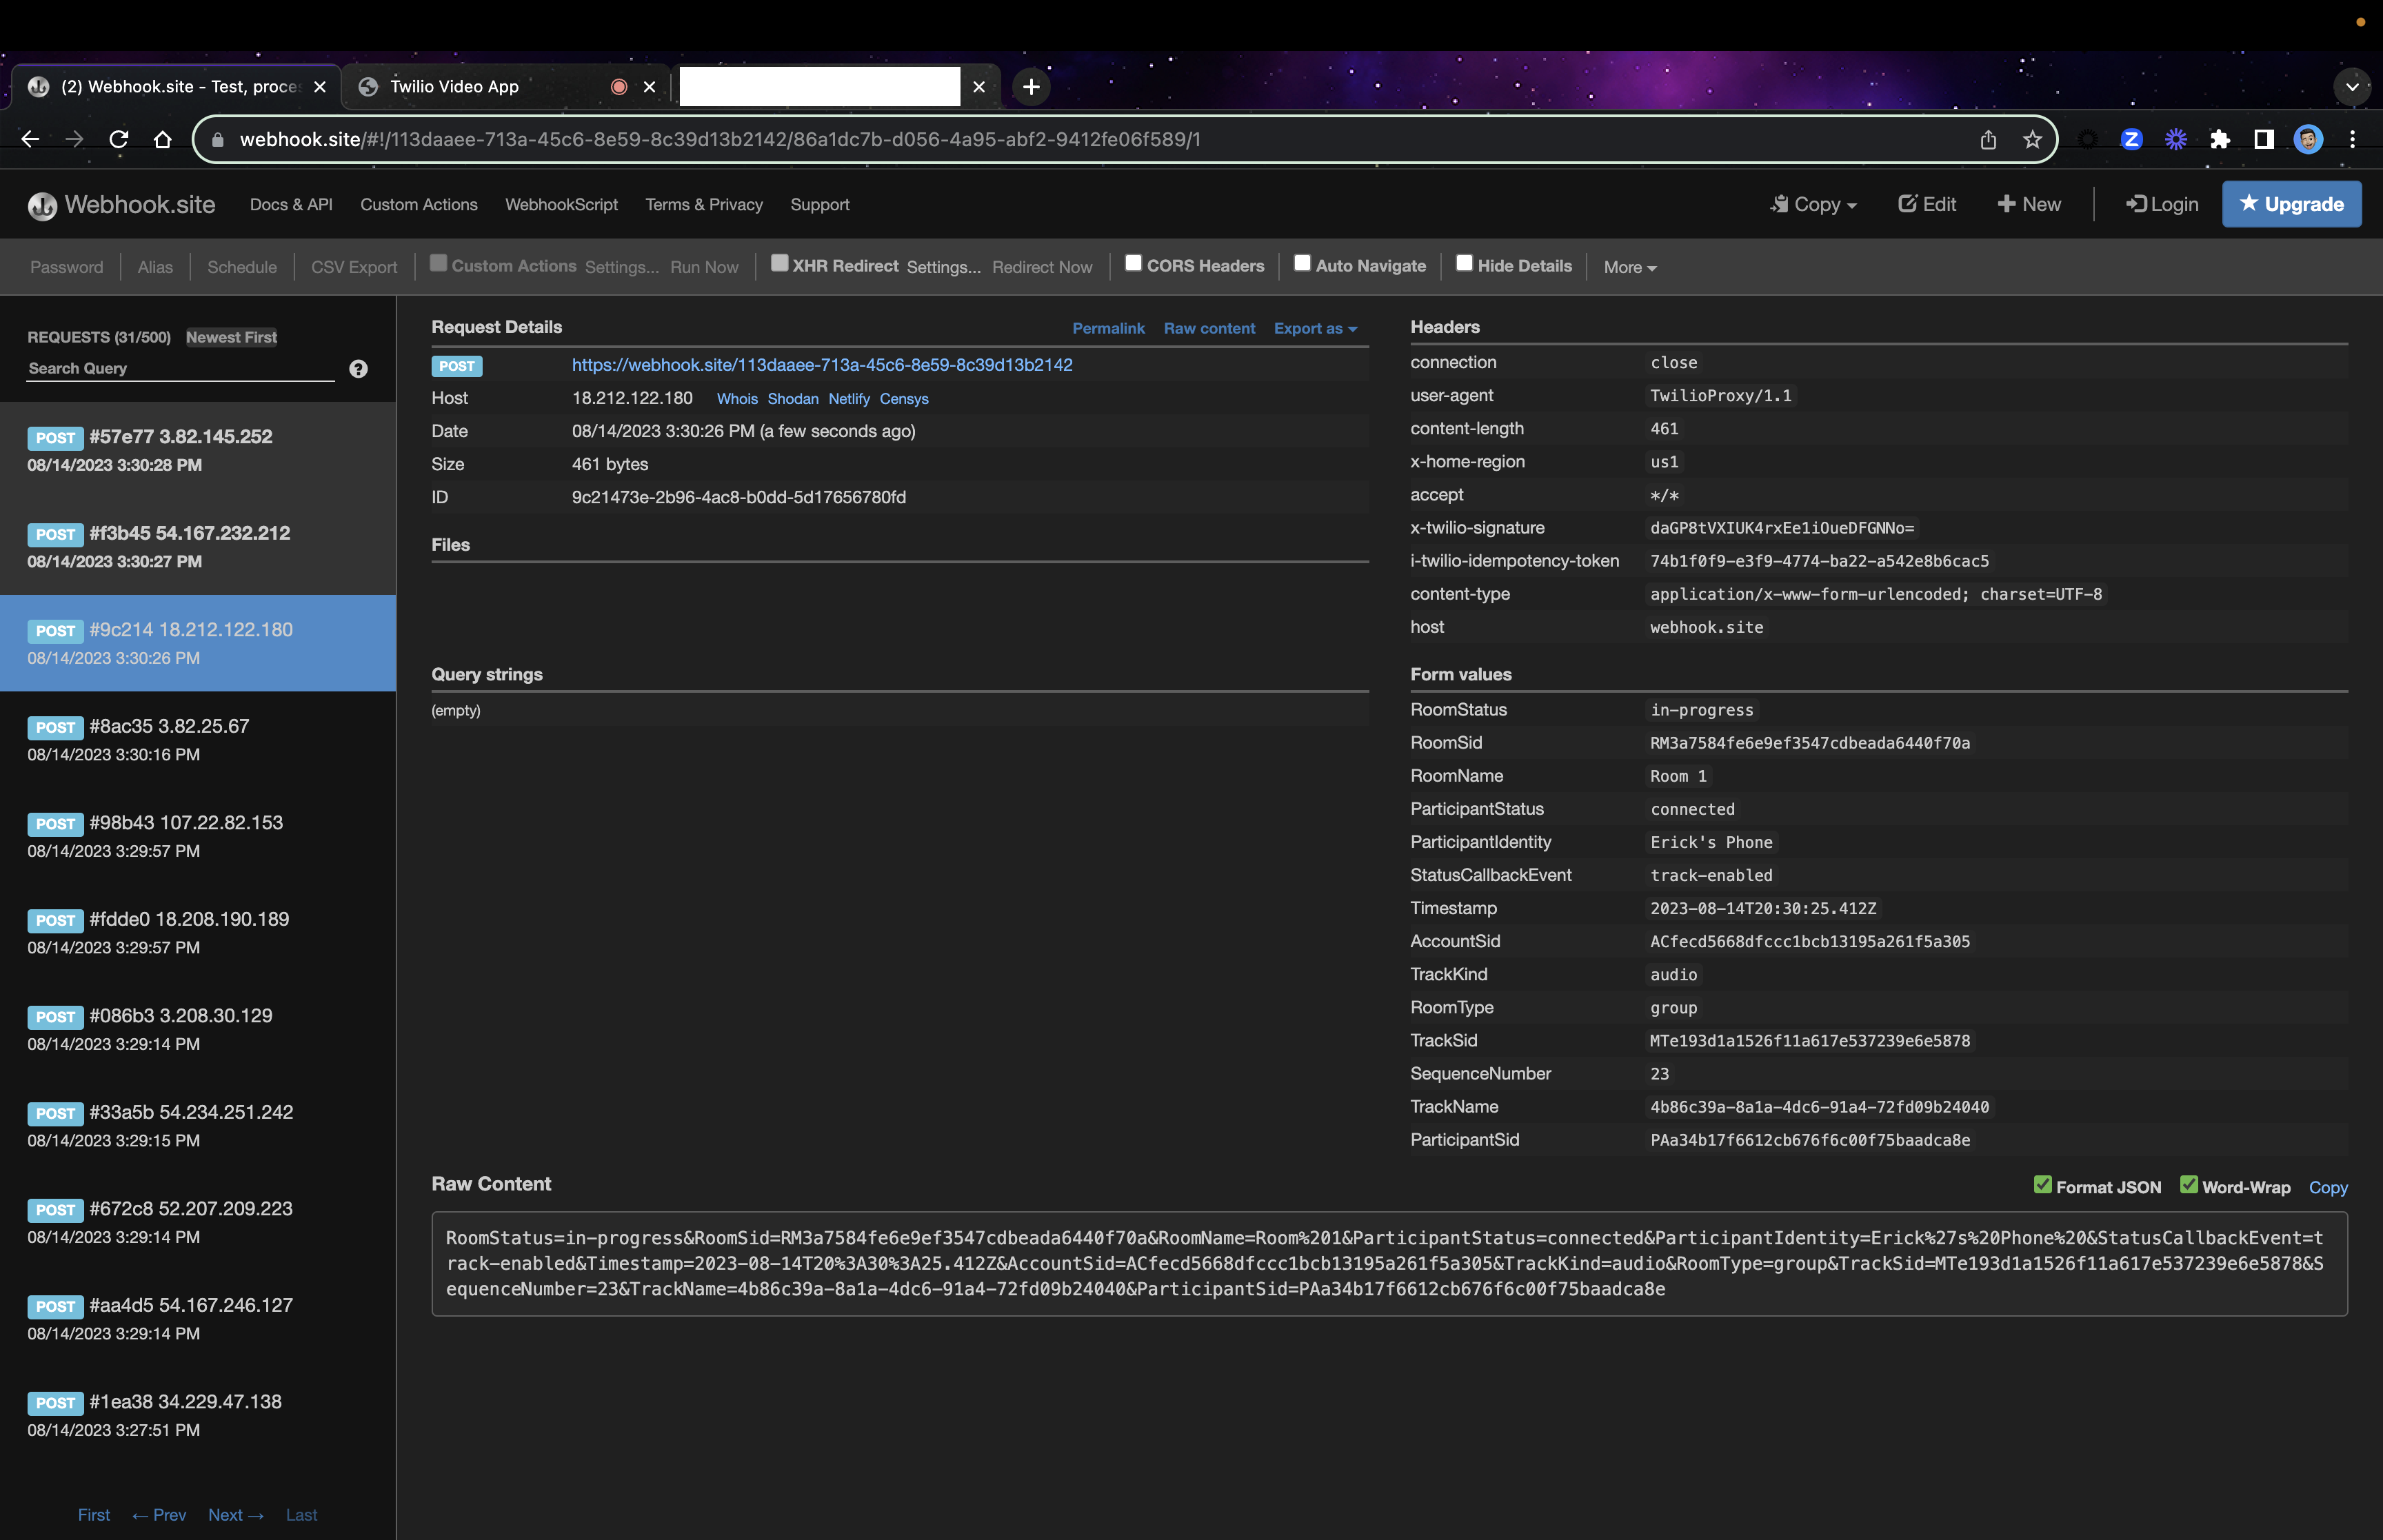 (2) Webhook.site - Test, proces
Twilio Video App
webhook.site/#!/113daaee-713a-45c6-8e59-8c39d13b2142/86a1dc7b-d056-4a95-abf2-9412fe06f589/1
Webhook.site Docs & API Custom Actions WebhookScript Terms & Privacy Support Copy Edit New Login Upgrade
Password Alias Schedule CSV Export Custom Actions Settings... Run Now XHR Redirect Settings... Redirect Now CORS Headers Auto Navigate Hide Details More
REQUESTS (31/500) Newest First
Search Query
POST #57e77 3.82.145.252
08/14/2023 3:30:28 PM
POST #f3b45 54.167.232.212
08/14/2023 3:30:27 PM
POST #9c214 18.212.122.180
08/14/2023 3:30:26 PM
POST #8ac35 3.82.25.67
08/14/2023 3:30:16 PM
POST #98b43 107.22.82.153
08/14/2023 3:29:57 PM
POST #fdde0 18.208.190.189
08/14/2023 3:29:57 PM
POST #086b3 3.208.30.129
08/14/2023 3:29:14 PM
POST #33a5b 54.234.251.242
08/14/2023 3:29:15 PM
POST #672c8 52.207.209.223
08/14/2023 3:29:14 PM
POST #aa4d5 54.167.246.127
08/14/2023 3:29:14 PM
POST #1ea38 34.229.47.138
08/14/2023 3:27:51 PM
First ← Prev Next → Last
Request Details Permalink Raw content Export as
POST https://webhook.site/113daaee-713a-45c6-8e59-8c39d13b2142
Host 18.212.122.180 Whois Shodan Netlify Censys
Date 08/14/2023 3:30:26 PM (a few seconds ago)
Size 461 bytes
ID 9c21473e-2b96-4ac8-b0dd-5d17656780fd
Files
Query strings
(empty)
Headers
connection close
user-agent TwilioProxy/1.1
content-length 461
x-home-region us1
accept */*
x-twilio-signature daGP8tVXIUK4rxEe1iOueDFGNNo=
i-twilio-idempotency-token 74b1f0f9-e3f9-4774-ba22-a542e8b6cac5
content-type application/x-www-form-urlencoded; charset=UTF-8
host webhook.site
Form values
RoomStatus in-progress
RoomSid RM3a7584fe6e9ef3547cdbeada6440f70a
RoomName Room 1
ParticipantStatus connected
ParticipantIdentity Erick's Phone
StatusCallbackEvent track-enabled
Timestamp 2023-08-14T20:30:25.412Z
AccountSid ACfecd5668dfccc1bcb13195a261f5a305
TrackKind audio
RoomType group
TrackSid MTe193d1a1526f11a617e537239e6e5878
SequenceNumber 23
TrackName 4b86c39a-8a1a-4dc6-91a4-72fd09b24040
ParticipantSid PAa34b17f6612cb676f6c00f75baadca8e
Raw Content Format JSON Word-Wrap Copy
RoomStatus=in-progress&RoomSid=RM3a7584fe6e9ef3547cdbeada6440f70a&RoomName=Room%201&ParticipantStatus=connected&ParticipantIdentity=Erick%27s%20Phone%20&StatusCallbackEvent=t
rack-enabled&Timestamp=2023-08-14T20%3A30%3A25.412Z&AccountSid=ACfecd5668dfccc1bcb13195a261f5a305&TrackKind=audio&RoomType=group&TrackSid=MTe193d1a1526f11a617e537239e6e5878&S
equenceNumber=23&TrackName=4b86c39a-8a1a-4dc6-91a4-72fd09b24040&ParticipantSid=PAa34b17f6612cb676f6c00f75baadca8e